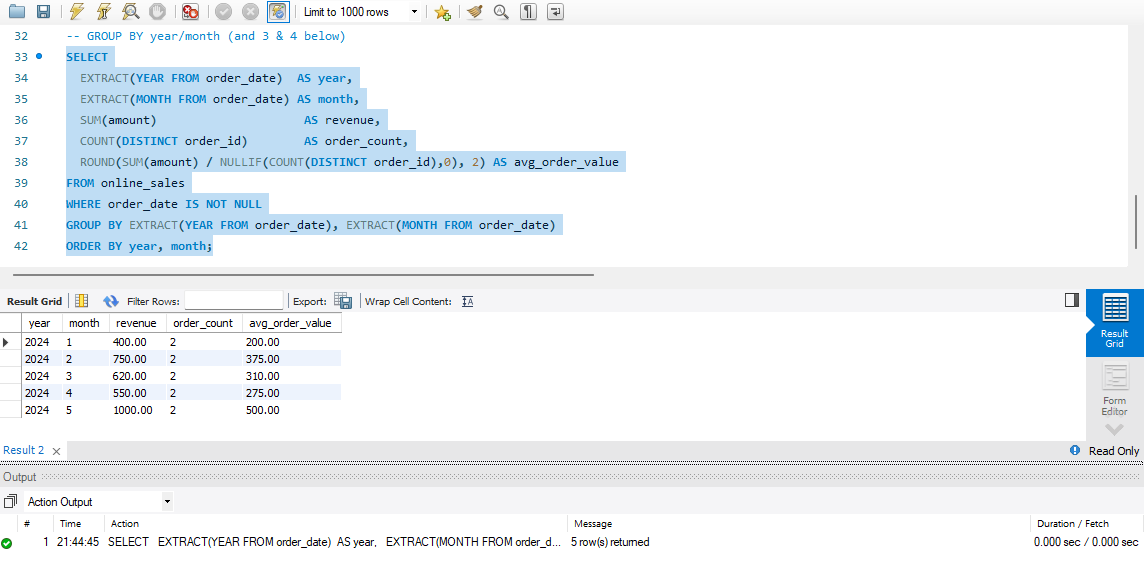 Limit to 1000 rows
32 -- GROUP BY year/month (and 3 & 4 below)
33 SELECT
34 EXTRACT(YEAR FROM order_date)  AS year,
35 EXTRACT(MONTH FROM order_date) AS month,
36 SUM(amount)                     AS revenue,
37 COUNT(DISTINCT order_id)        AS order_count,
38 ROUND(SUM(amount) / NULLIF(COUNT(DISTINCT order_id),0), 2) AS avg_order_value
39 FROM online_sales
40 WHERE order_date IS NOT NULL
41 GROUP BY EXTRACT(YEAR FROM order_date), EXTRACT(MONTH FROM order_date)
42 ORDER BY year, month;
Result Grid Filter Rows: Export: Wrap Cell Content: IA
year month revenue order_count avg_order_value
2024 1 400.00 2 200.00
2024 2 750.00 2 375.00
2024 3 620.00 2 310.00
2024 4 550.00 2 275.00
2024 5 1000.00 2 500.00
Result
Grid
Form
Editor
Result 2 Read Only
Output
Action Output
# Time Action Message Duration / Fetch
1 21:44:45 SELECT   EXTRACT(YEAR FROM order_date)  AS year,   EXTRACT(MONTH FROM order_d... 5 row(s) returned 0.000 sec / 0.000 sec